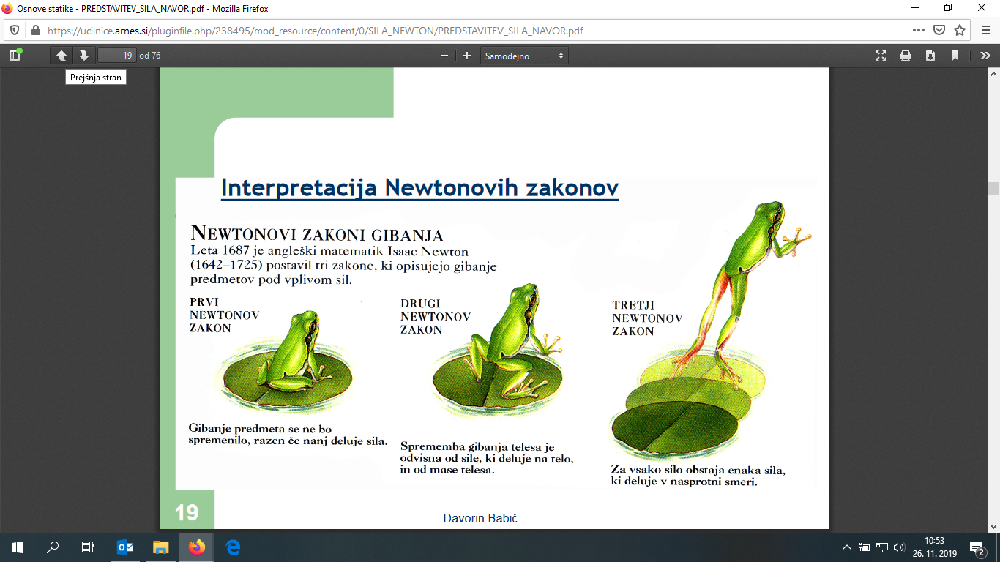 Osnove statike - PREDSTAVITEV_SILA_NAVOR.pdf - Mozilla Firefox
https://ucilnice.arnes.si/pluginfile.php/238495/mod_resource/content/0/SILA_NEWTON/PREDSTAVITEV_SILA_NAVOR.pdf
19 od 76
Samodejno
Prejšnja stran
Interpretacija Newtonovih zakonov
NEWTONOVI ZAKONI GIBANJA
Leta 1687 je angleški matematik Isaac Newton
(1642–1725) postavil tri zakone, ki opisujejo gibanje
predmetov pod vplivom sil.
PRVI
NEWTONOV
ZAKON
Gibanje predmeta se ne bo
spremenilo, razen če nanj deluje sila.
DRUGI
NEWTONOV
ZAKON
Sprememba gibanja telesa je
odvisna od sile, ki deluje na telo,
in od mase telesa.
TRETJI
NEWTONOV
ZAKON
Za vsako silo obstaja enaka sila,
ki deluje v nasprotni smeri.
19
Davorin Babič
10:53
26. 11. 2019
2